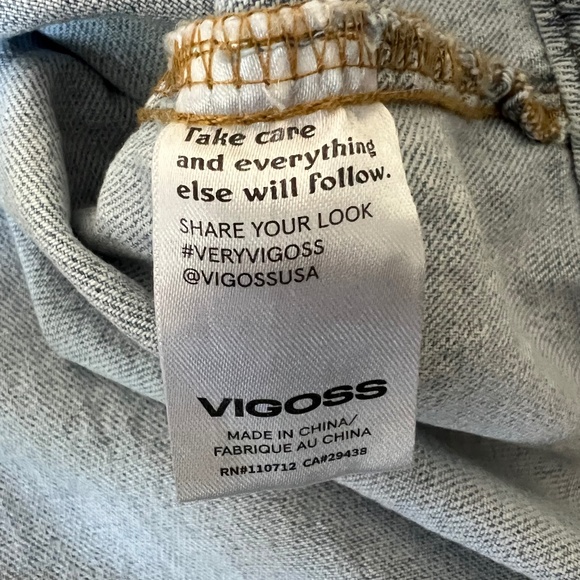 Take care
and everything
else will follow.
SHARE YOUR LOOK
#VERYVIGOSS
@VIGOSSUSA
VIGOSS
MADE IN CHINA/
FABRIQUE AU CHINA
RN#110712 CA#29438